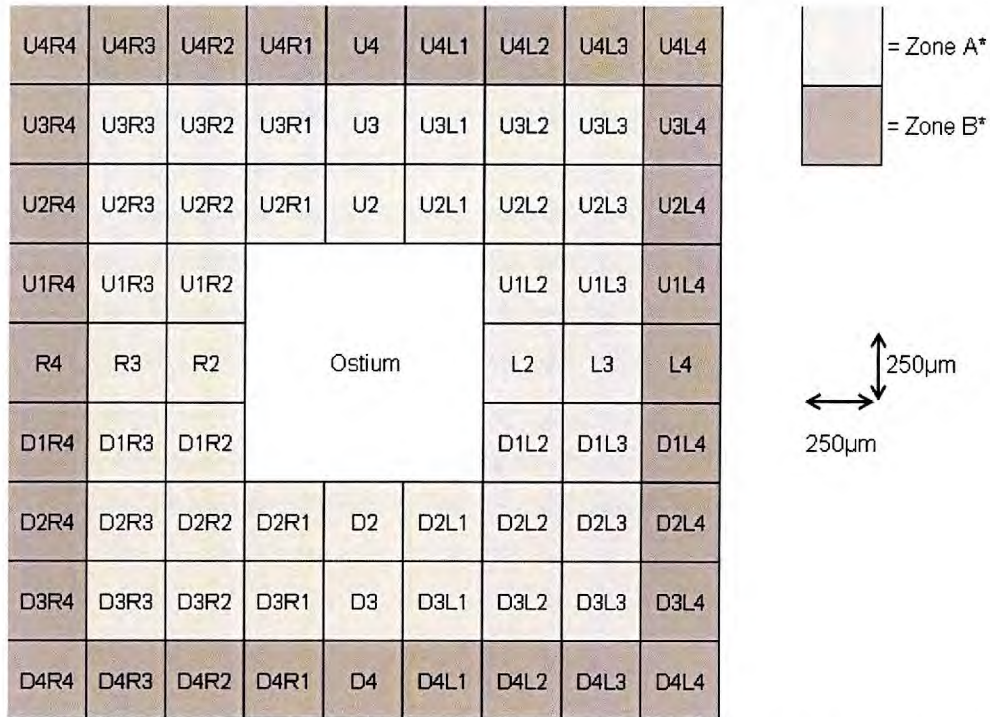 U4R4 U4R3 U4R2 U4R1 U4 U4L1 U4L2 U4L3 U4L4
U3R4 U3R3 U3R2 U3R1 U3 U3L1 U3L2 U3L3 U3L4
U2R4 U2R3 U2R2 U2R1 U2 U2L1 U2L2 U2L3 U2L4
U1R4 U1R3 U1R2 U1L2 U1L3 U1L4
R4 R3 R2 Ostium L2 L3 L4
D1R4 D1R3 D1R2 D1L2 D1L3 D1L4
D2R4 D2R3 D2R2 D2R1 D2 D2L1 D2L2 D2L3 D2L4
D3R4 D3R3 D3R2 D3R1 D3 D3L1 D3L2 D3L3 D3L4
D4R4 D4R3 D4R2 D4R1 D4 D4L1 D4L2 D4L3 D4L4
= Zone A*
= Zone B*
250µm
250µm